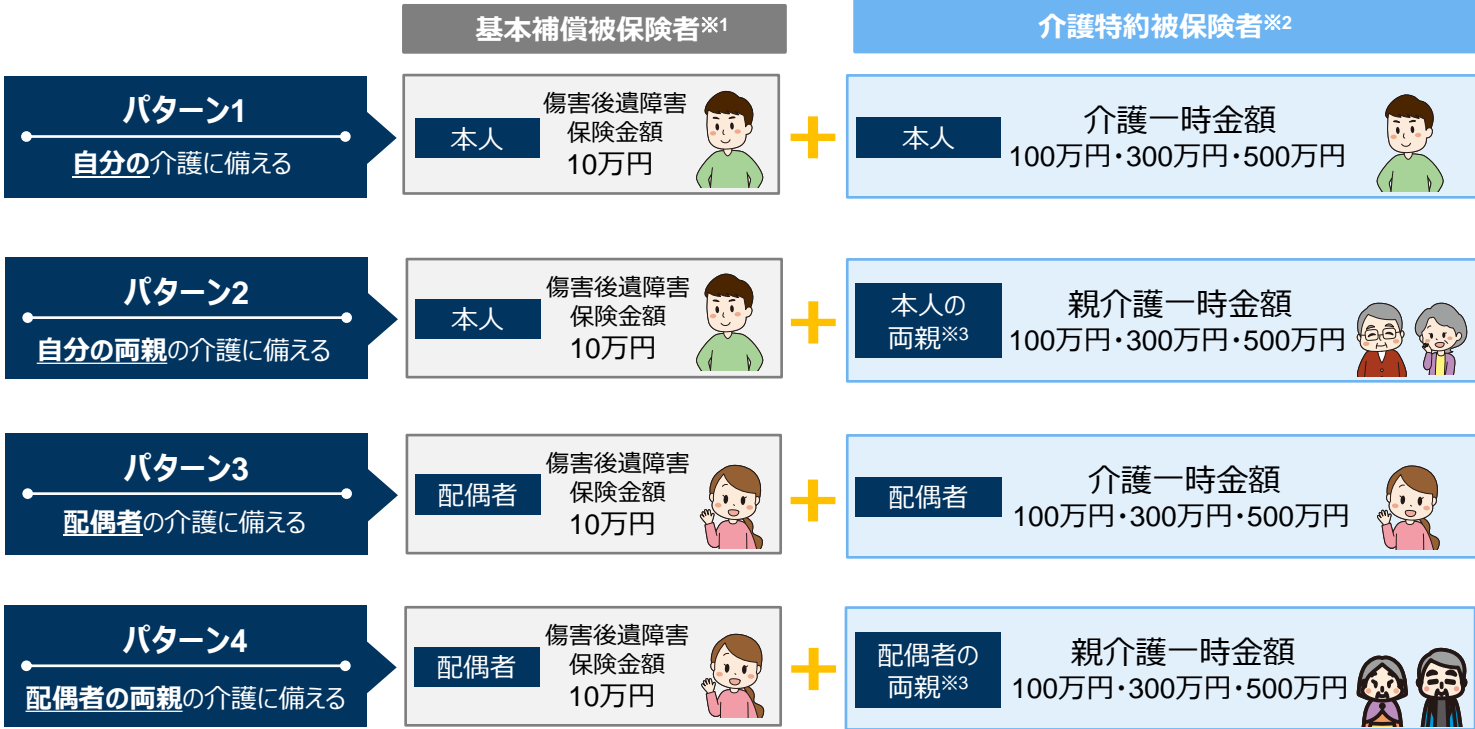 基本補償被保険者※1
介護特約被保険者※2
パターン1
自分の介護に備える
本人
傷害後遺障害
保険金額
10万円
+
本人
介護一時金額
100万円・300万円・500万円
パターン2
自分の両親の介護に備える
本人
傷害後遺障害
保険金額
10万円
+
本人の
両親※3
親介護一時金額
100万円・300万円・500万円
パターン3
配偶者の介護に備える
配偶者
傷害後遺障害
保険金額
10万円
+
配偶者
介護一時金額
100万円・300万円・500万円
パターン4
配偶者の両親の介護に備える
配偶者
傷害後遺障害
保険金額
10万円
+
配偶者の
両親※3
親介護一時金額
100万円・300万円・500万円